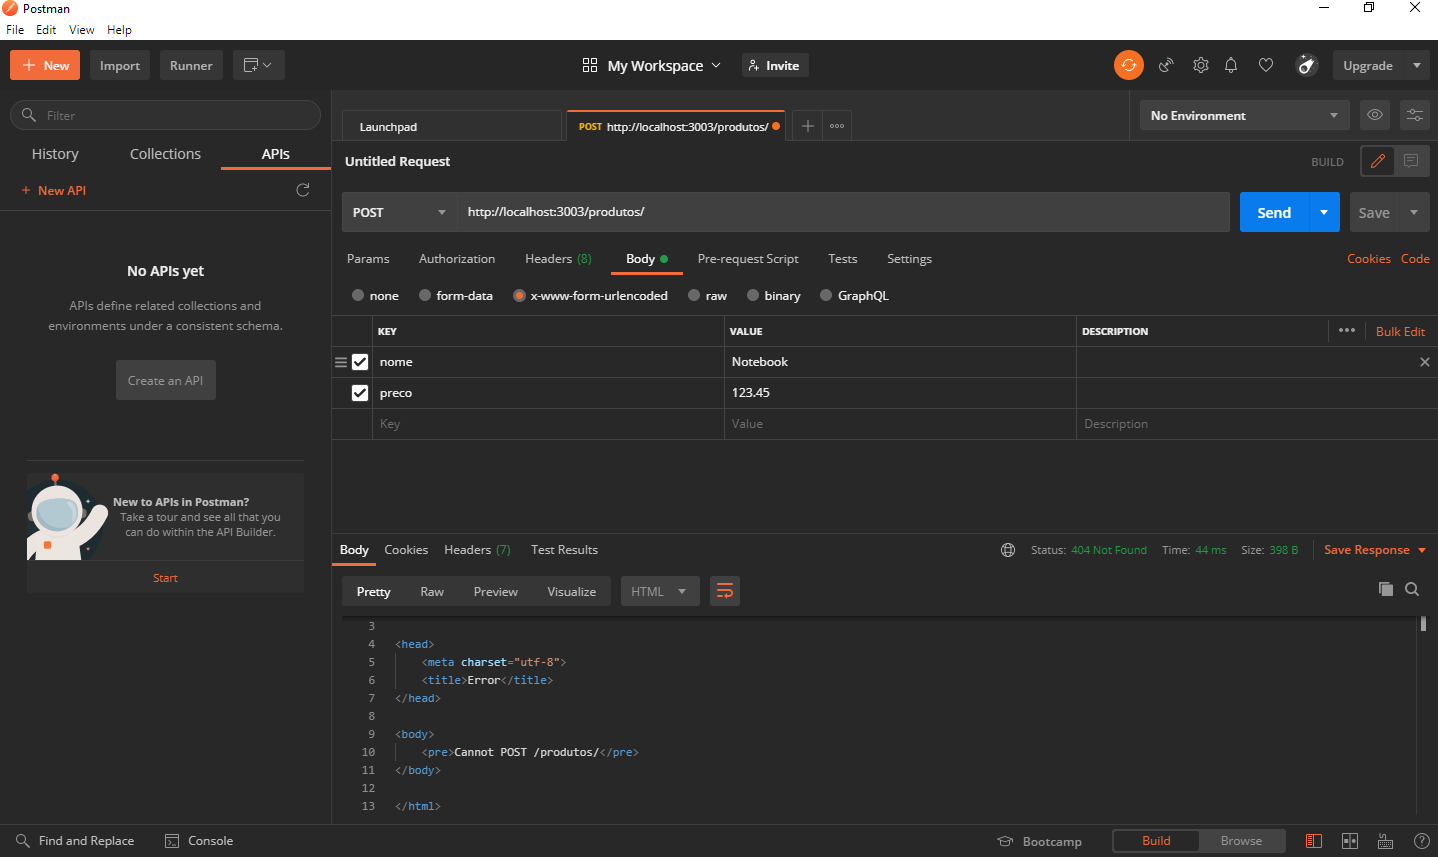 Postman
File Edit View Help
+ New Import Runner My Workspace Invite Upgrade
Filter
History Collections APIs
+ New API
No APIs yet
APIs define related collections and
environments under a consistent schema.
Create an API
New to APIs in Postman?
Take a tour and see all that you
can do within the API Builder.
Start
Launchpad POST http://localhost:3003/produtos/ No Environment
Untitled Request BUILD
POST http://localhost:3003/produtos/ Send Save
Params Authorization Headers (8) Body Pre-request Script Tests Settings Cookies Code
none form-data x-www-form-urlencoded raw binary GraphQL
KEY VALUE DESCRIPTION Bulk Edit
nome Notebook
preco 123.45
Key Value Description
Body Cookies Headers (7) Test Results Status: 404 Not Found Time: 44 ms Size: 398 B Save Response
Pretty Raw Preview Visualize HTML
3
4 <head>
5 <meta charset="utf-8">
6 <title>Error</title>
7 </head>
8
9 <body>
10 <pre>Cannot POST /produtos/</pre>
11 </body>
12
13 </html>
Find and Replace Console Bootcamp Build Browse